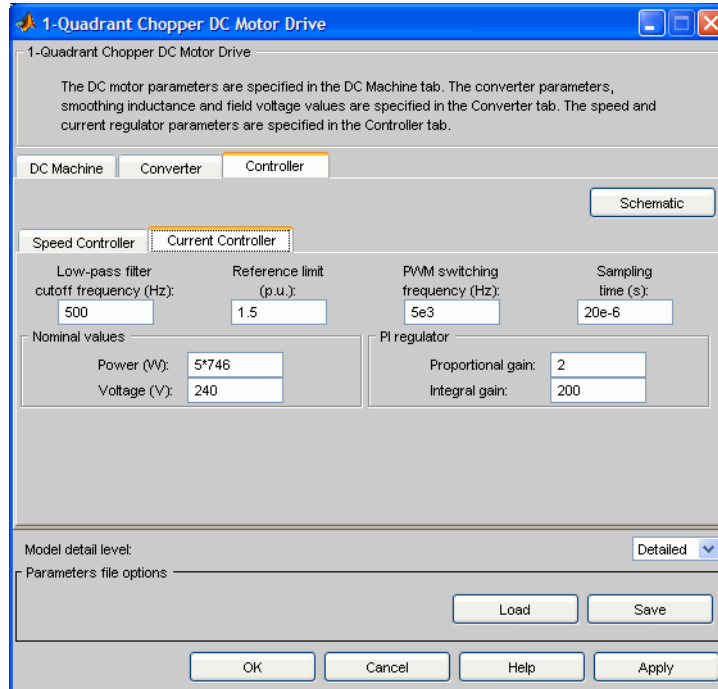 1-Quadrant Chopper DC Motor Drive
1-Quadrant Chopper DC Motor Drive
The DC motor parameters are specified in the DC Machine tab. The converter parameters,
smoothing inductance and field voltage values are specified in the Converter tab. The speed and
current regulator parameters are specified in the Controller tab.
DC Machine Converter Controller
Schematic
Speed Controller Current Controller
Low-pass filter Reference limit PWM switching Sampling
cutoff frequency (Hz): (p.u.): frequency (Hz): time (s):
500 1.5 5e3 20e-6
Nominal values PI regulator
Power (W): 5*746 Proportional gain: 2
Voltage (V): 240 Integral gain: 200
Model detail level: Detailed
Parameters file options
Load Save
OK Cancel Help Apply